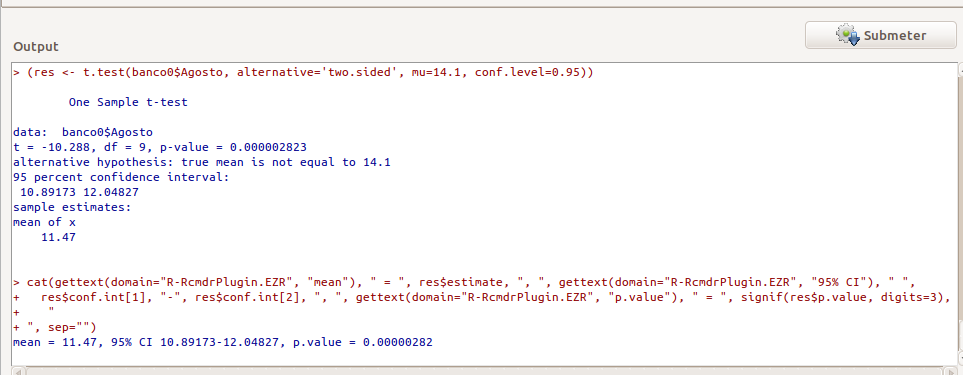 Submeter
Output
> (res <- t.test(banco0$Agosto, alternative='two.sided', mu=14.1, conf.level=0.95))
One Sample t-test
data:  banco0$Agosto
t = -10.288, df = 9, p-value = 0.000002823
alternative hypothesis: true mean is not equal to 14.1
95 percent confidence interval:
 10.89173 12.04827
sample estimates:
mean of x
    11.47
> cat(gettext(domain="R-RcmdrPlugin.EZR", "mean"), " = ", res$estimate, ", ", gettext(domain="R-RcmdrPlugin.EZR", "95% CI"), " ",
+   res$conf.int[1], "-", res$conf.int[2], ", ", gettext(domain="R-RcmdrPlugin.EZR", "p.value"), " = ", signif(res$p.value, digits=3),
+    "
+ ", sep="")
mean = 11.47, 95% CI 10.89173-12.04827, p.value = 0.00000282